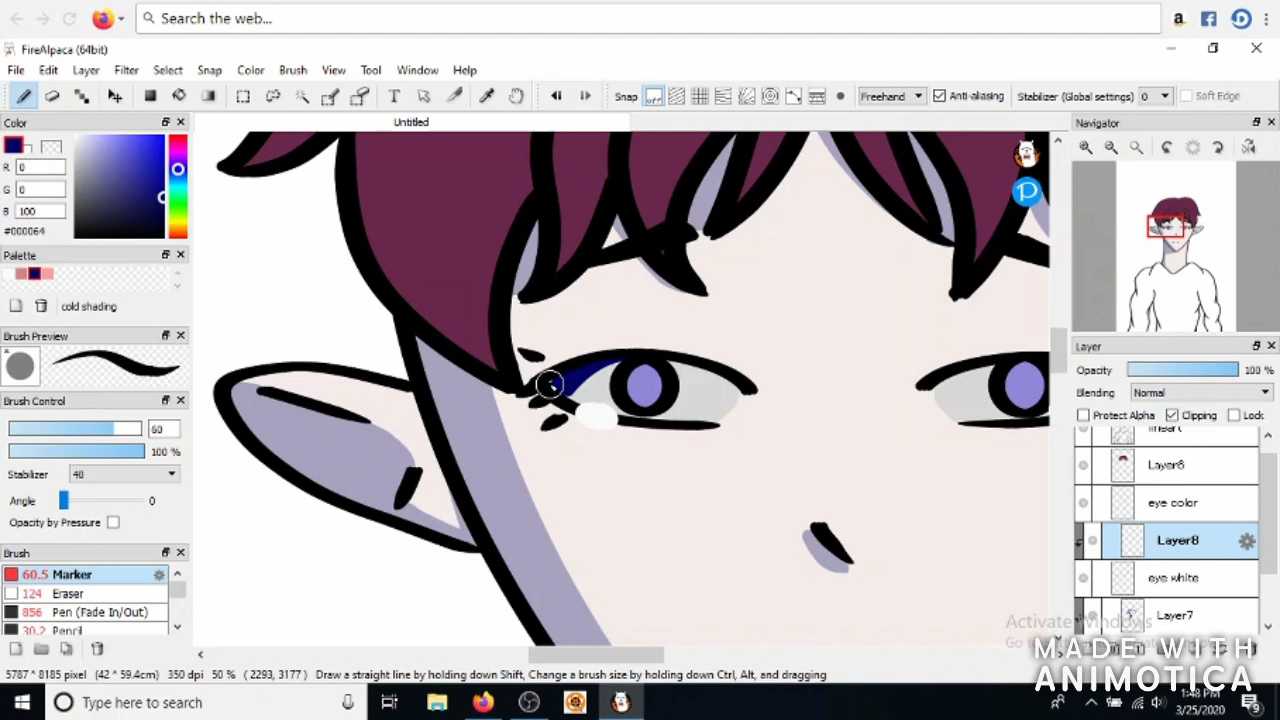 Search the web...
a
FireAlpaca (64bit)
File Edit Layer Filter Select Snap Color Brush View Tool Window Help
T Snap off Freehand Anti-aliasing Stabilizer (Global settings) 0 Soft Edge
Color Untitled Navigator
R 0
G 0
B 100
#000064
Palette
cold shading
Brush Preview
Layer
Opacity 100 %
Blending Normal
Protect Alpha Clipping Lock
Brush Control
60
100 %
Stabilizer 40
Angle 0
Opacity by Pressure
lineart
Layer6
eye color
Layer8
eye white
Layer7
Brush
60.5 Marker
124 Eraser
856 Pen (Fade In/Out)
30.2 Pencil
Activate Windows
MADE WITH
ANIMOTICA
5787 * 8185 pixel (42 * 59.4cm) 350 dpi 50 % ( 2293, 3177 ) Draw a straight line by holding down Shift, Change a brush size by holding down Ctrl, Alt, and dragging
Type here to search
1:48 PM
3/25/2020
9